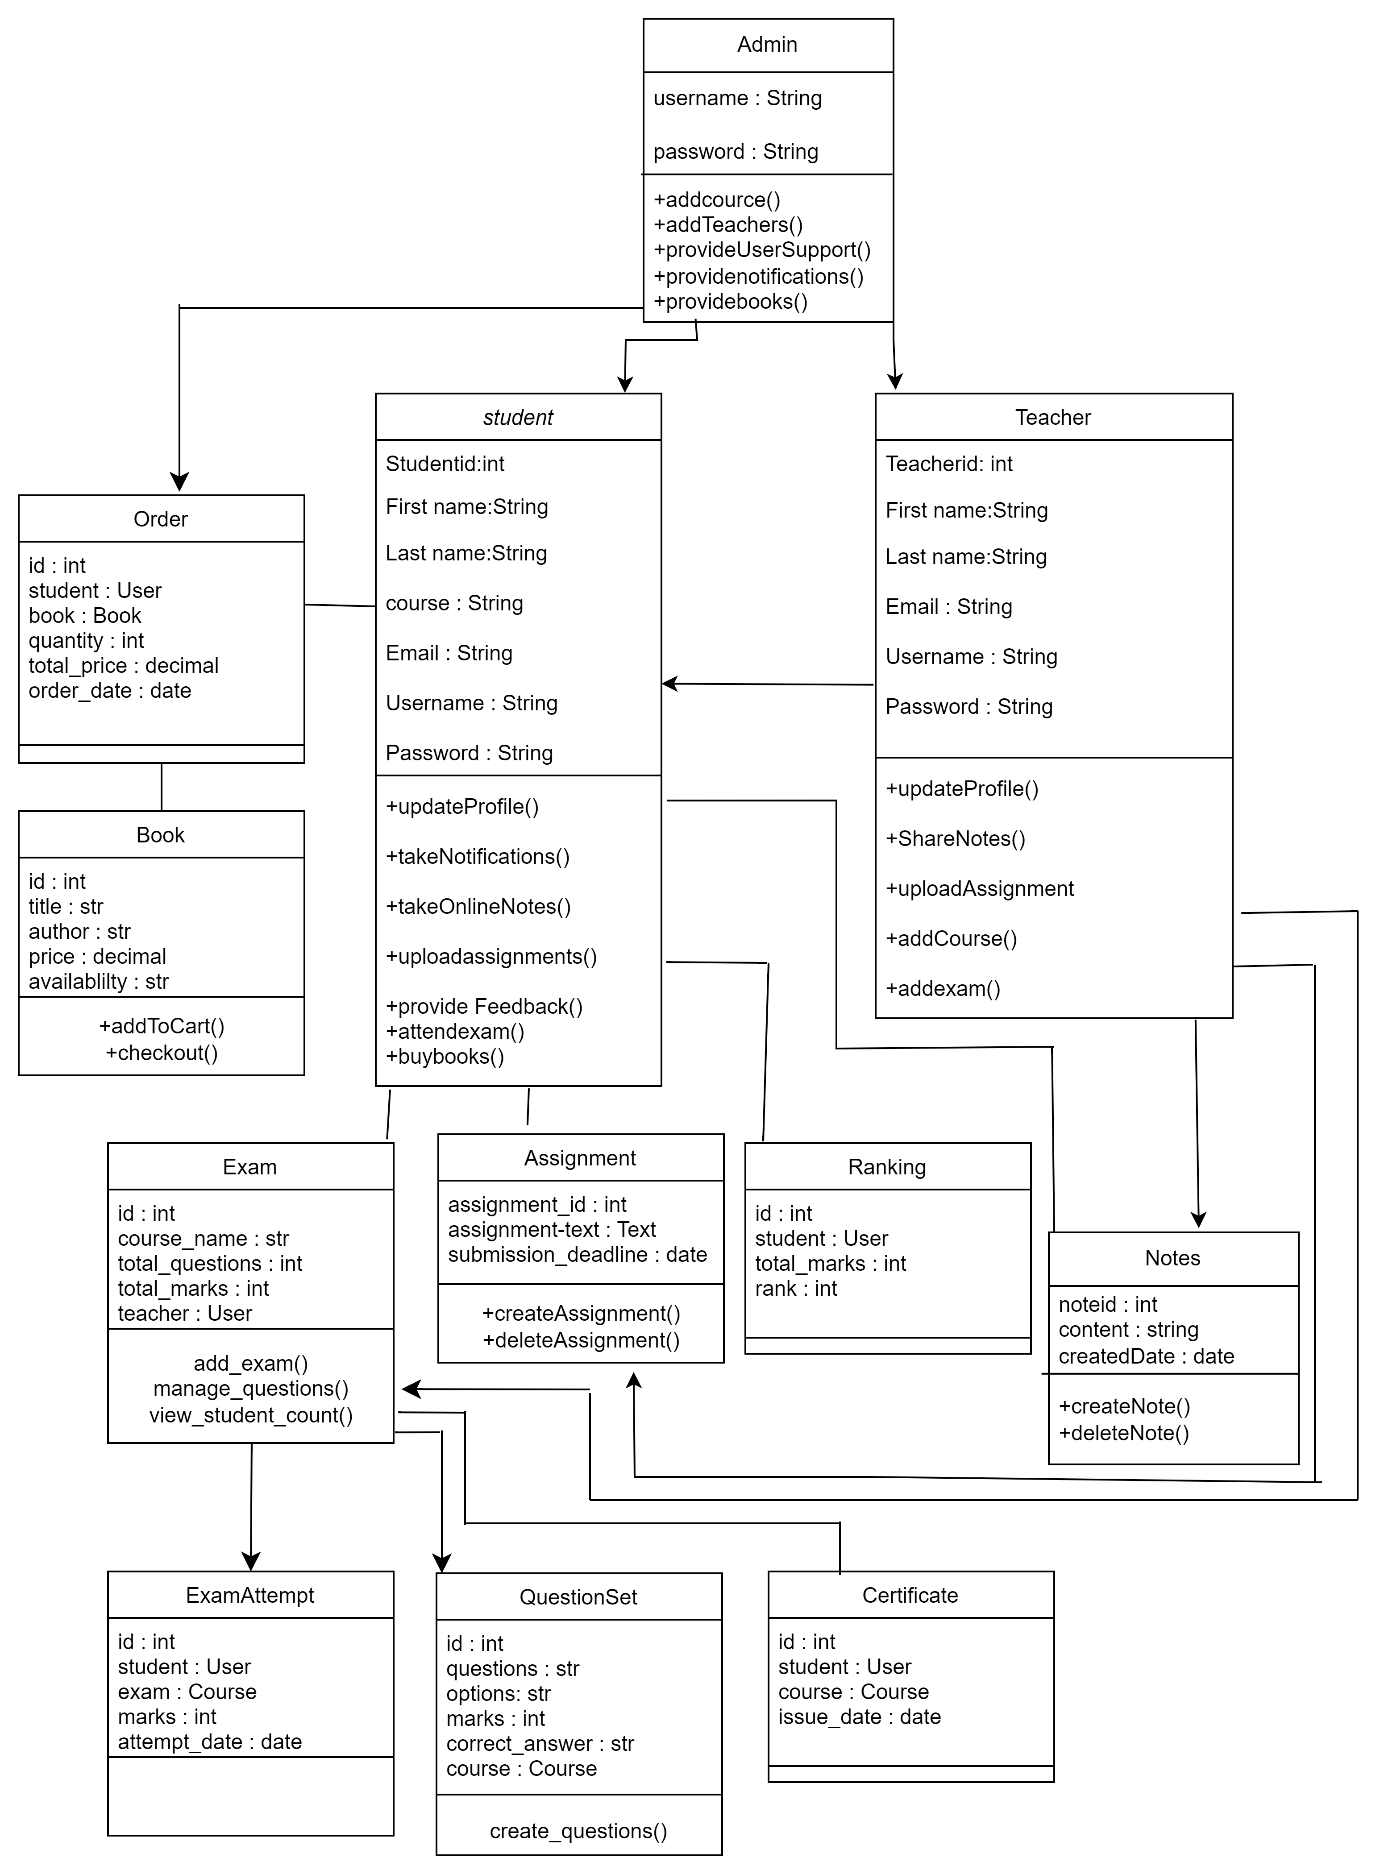 Admin
username : String
password : String
+addcource()
+addTeachers()
+provideUserSupport()
+providenotifications()
+providebooks()
student
Studentid:int
First name:String
Last name:String
course : String
Email : String
Username : String
Password : String
+updateProfile()
+takeNotifications()
+takeOnlineNotes()
+uploadassignments()
+provide Feedback()
+attendexam()
+buybooks()
Teacher
Teacherid: int
First name:String
Last name:String
Email : String
Username : String
Password : String
+updateProfile()
+ShareNotes()
+uploadAssignment
+addCourse()
+addexam()
Order
id : int
student : User
book : Book
quantity : int
total_price : decimal
order_date : date
Book
id : int
title : str
author : str
price : decimal
availablilty : str
+addToCart()
+checkout()
Exam
id : int
course_name : str
total_questions : int
total_marks : int
teacher : User
add_exam()
manage_questions()
view_student_count()
Assignment
assignment_id : int
assignment-text : Text
submission_deadline : date
+createAssignment()
+deleteAssignment()
Ranking
id : int
student : User
total_marks : int
rank : int
Notes
noteid : int
content : string
createdDate : date
+createNote()
+deleteNote()
ExamAttempt
id : int
student : User
exam : Course
marks : int
attempt_date : date
QuestionSet
id : int
questions : str
options: str
marks : int
correct_answer : str
course : Course
create_questions()
Certificate
id : int
student : User
course : Course
issue_date : date